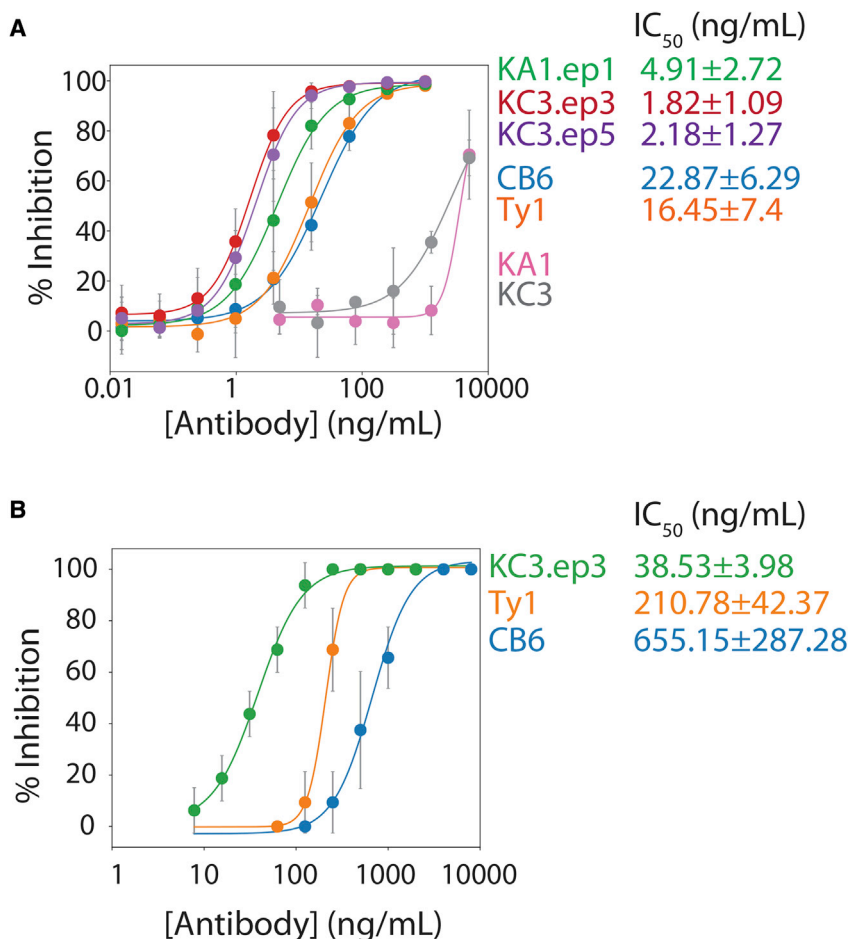 A
IC50 (ng/mL)
KA1.ep1 4.91±2.72
KC3.ep3 1.82±1.09
KC3.ep5 2.18±1.27
CB6 22.87±6.29
Ty1 16.45±7.4
KA1
KC3
% Inhibition
100
80
60
40
20
0
0.01 1 100 10000
[Antibody] (ng/mL)
B
IC50 (ng/mL)
KC3.ep3 38.53±3.98
Ty1 210.78±42.37
CB6 655.15±287.28
% Inhibition
100
80
60
40
20
0
1 10 100 1000 10000
[Antibody] (ng/mL)